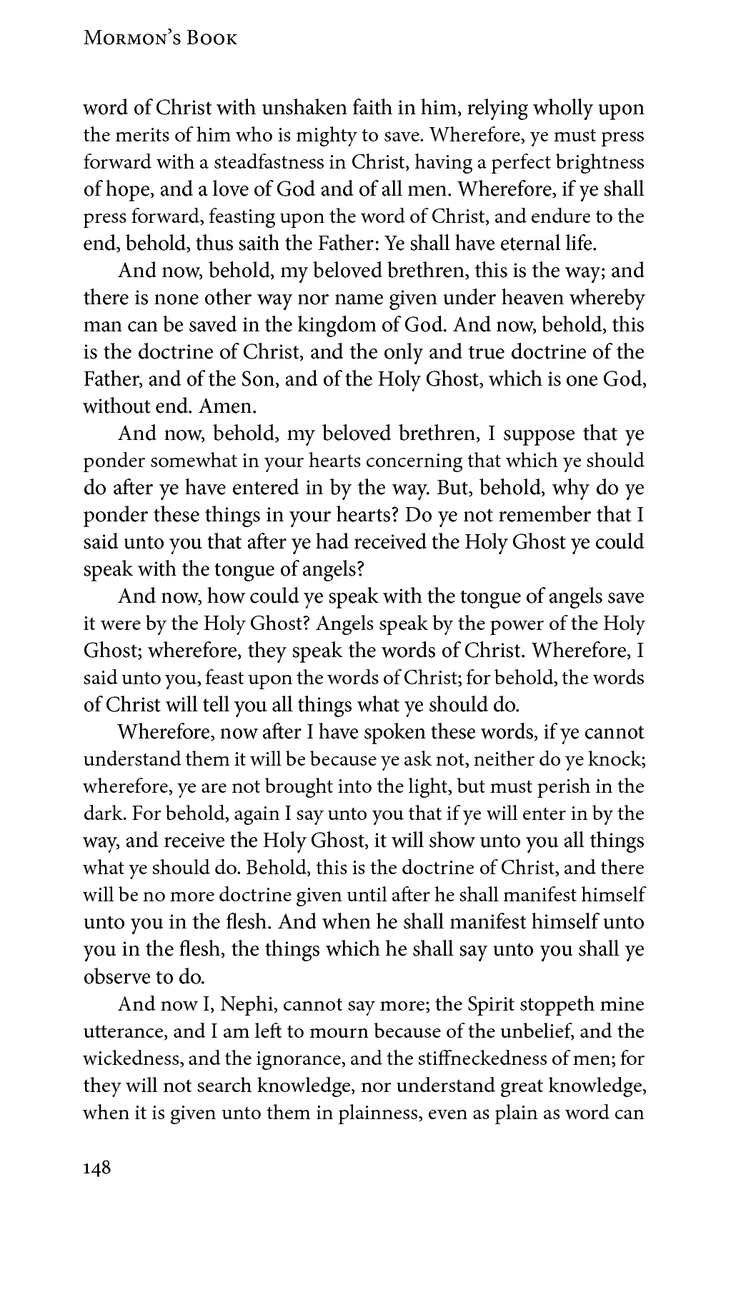 Mormon’s Book
word of Christ with unshaken faith in him, relying wholly upon
the merits of him who is mighty to save. Wherefore, ye must press
forward with a steadfastness in Christ, having a perfect brightness
of hope, and a love of God and of all men. Wherefore, if ye shall
press forward, feasting upon the word of Christ, and endure to the
end, behold, thus saith the Father: Ye shall have eternal life.
And now, behold, my beloved brethren, this is the way; and
there is none other way nor name given under heaven whereby
man can be saved in the kingdom of God. And now, behold, this
is the doctrine of Christ, and the only and true doctrine of the
Father, and of the Son, and of the Holy Ghost, which is one God,
without end. Amen.
And now, behold, my beloved brethren, I suppose that ye
ponder somewhat in your hearts concerning that which ye should
do after ye have entered in by the way. But, behold, why do ye
ponder these things in your hearts? Do ye not remember that I
said unto you that after ye had received the Holy Ghost ye could
speak with the tongue of angels?
And now, how could ye speak with the tongue of angels save
it were by the Holy Ghost? Angels speak by the power of the Holy
Ghost; wherefore, they speak the words of Christ. Wherefore, I
said unto you, feast upon the words of Christ; for behold, the words
of Christ will tell you all things what ye should do.
Wherefore, now after I have spoken these words, if ye cannot
understand them it will be because ye ask not, neither do ye knock;
wherefore, ye are not brought into the light, but must perish in the
dark. For behold, again I say unto you that if ye will enter in by the
way, and receive the Holy Ghost, it will show unto you all things
what ye should do. Behold, this is the doctrine of Christ, and there
will be no more doctrine given until after he shall manifest himself
unto you in the flesh. And when he shall manifest himself unto
you in the flesh, the things which he shall say unto you shall ye
observe to do.
And now I, Nephi, cannot say more; the Spirit stoppeth mine
utterance, and I am left to mourn because of the unbelief, and the
wickedness, and the ignorance, and the stiffneckedness of men; for
they will not search knowledge, nor understand great knowledge,
when it is given unto them in plainness, even as plain as word can
148